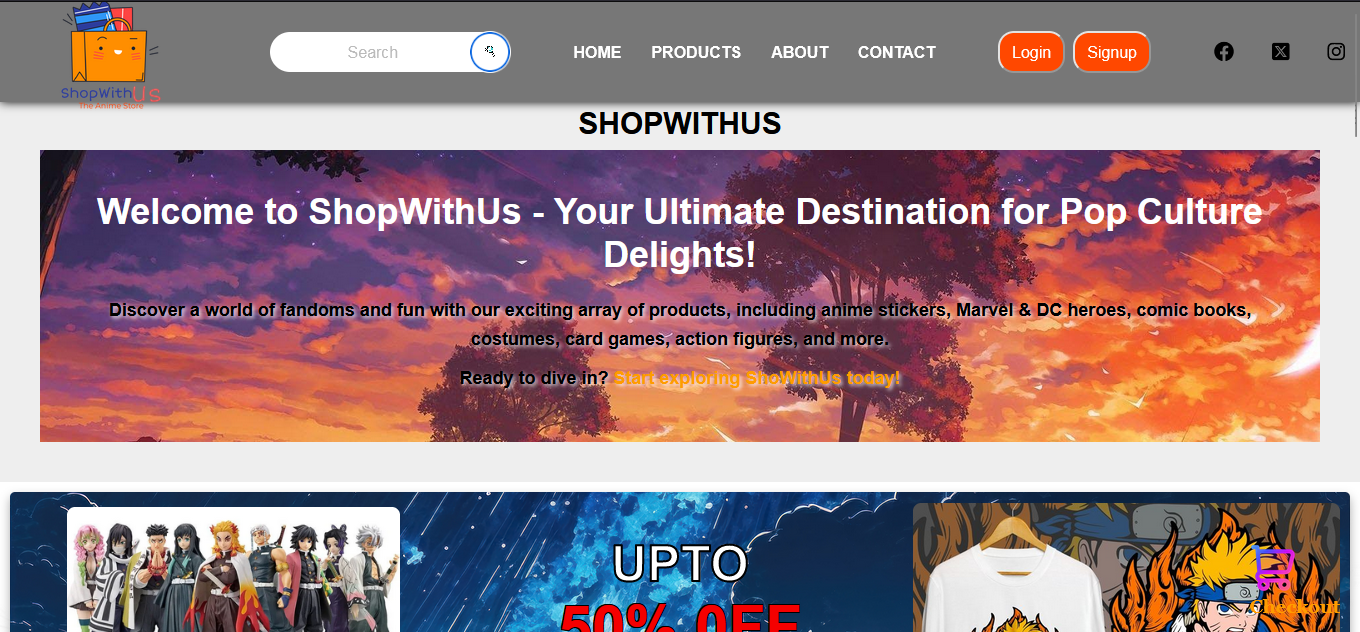 ShopWithUs
The Anime Store
Search
HOME PRODUCTS ABOUT CONTACT
Login Signup
SHOPWITHUS
Welcome to ShopWithUs - Your Ultimate Destination for Pop Culture
Delights!
Discover a world of fandoms and fun with our exciting array of products, including anime stickers, Marvel & DC heroes, comic books,
costumes, card games, action figures, and more.
Ready to dive in? Start exploring ShoWithUs today!
UPTO
50% OFF
Checkout